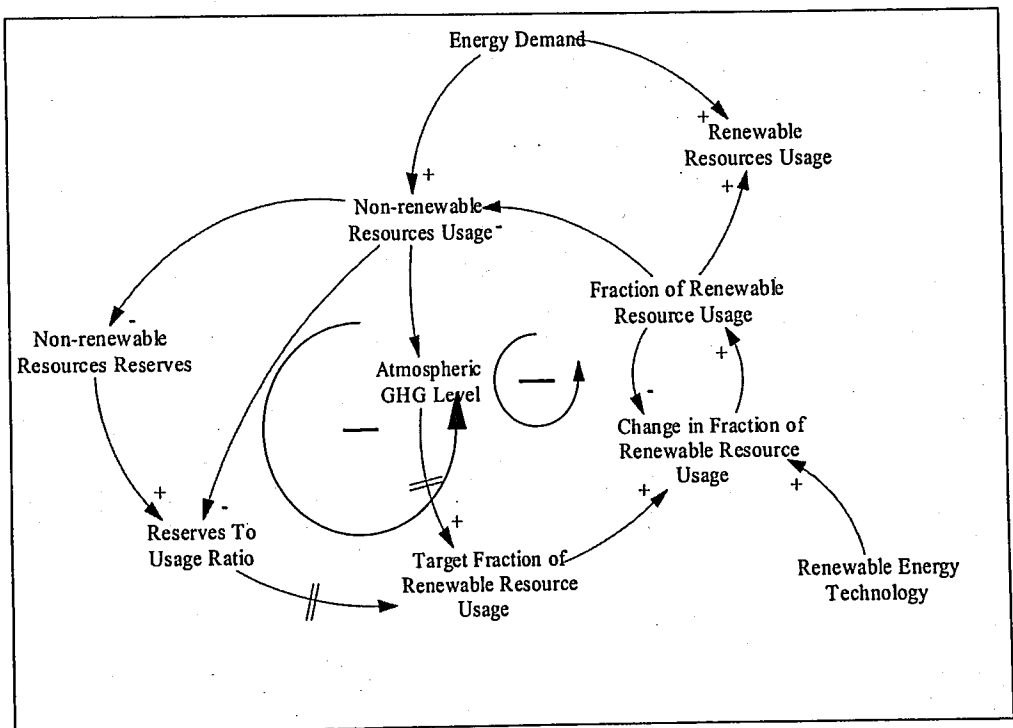 Energy Demand
+
Renewable
Resources Usage
+
+
Non-renewable
Resources Usage
-
Fraction of Renewable
Resource Usage
-
Non-renewable
Resources Reserves
Atmospheric
GHG Level
—
—
+
-
Change in Fraction of
Renewable Resource
Usage
+
+
+
-
+
Reserves To
Usage Ratio
Target Fraction of
Renewable Resource
Usage
Renewable Energy
Technology